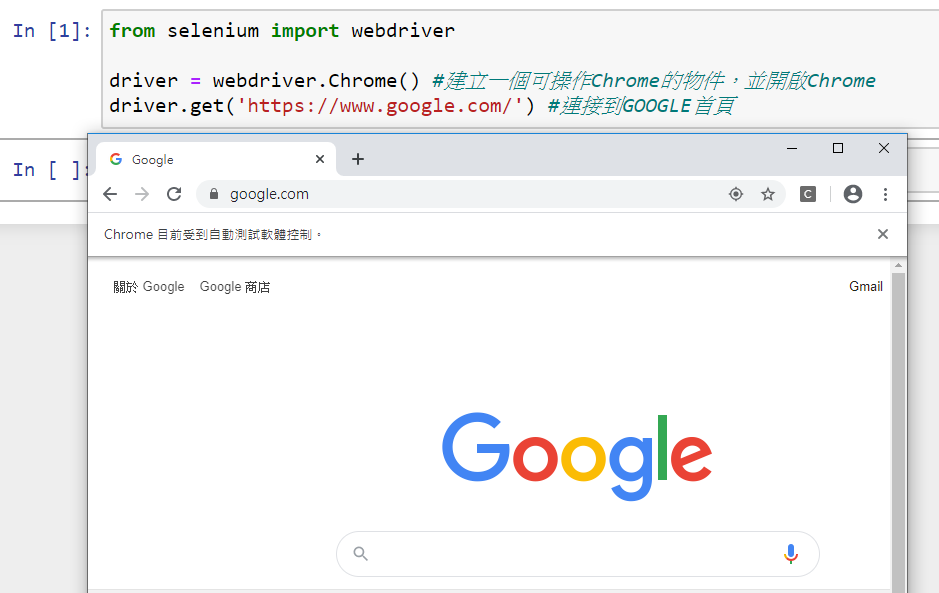 In [1]: from selenium import webdriver
driver = webdriver.Chrome() #建立一個可操作Chrome的物件，並開啟Chrome
driver.get('https://www.google.com/') #連接到GOOGLE首頁
In [ ]:
Google
google.com
C
Chrome 目前受到自動測試軟體控制。
關於 Google Google 商店 Gmail
Google